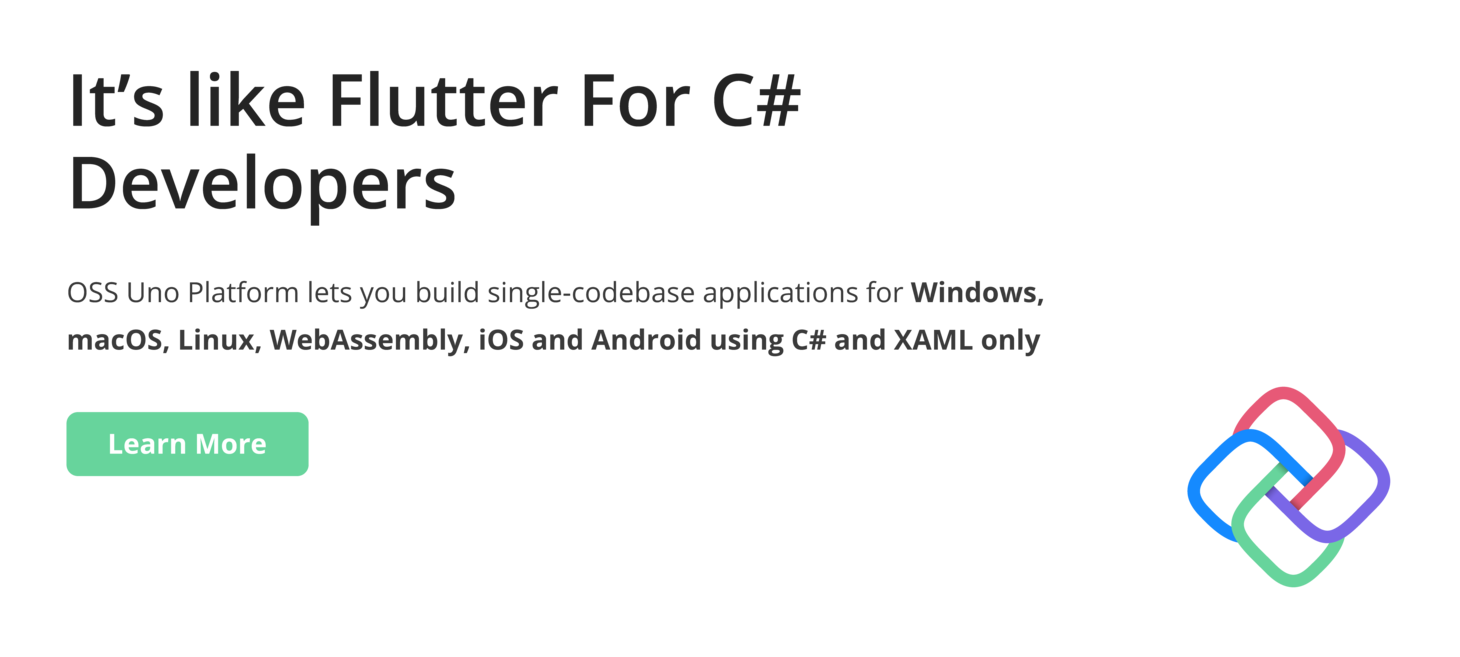 It’s like Flutter For C#
Developers
OSS Uno Platform lets you build single-codebase applications for Windows,
macOS, Linux, WebAssembly, iOS and Android using C# and XAML only
Learn More